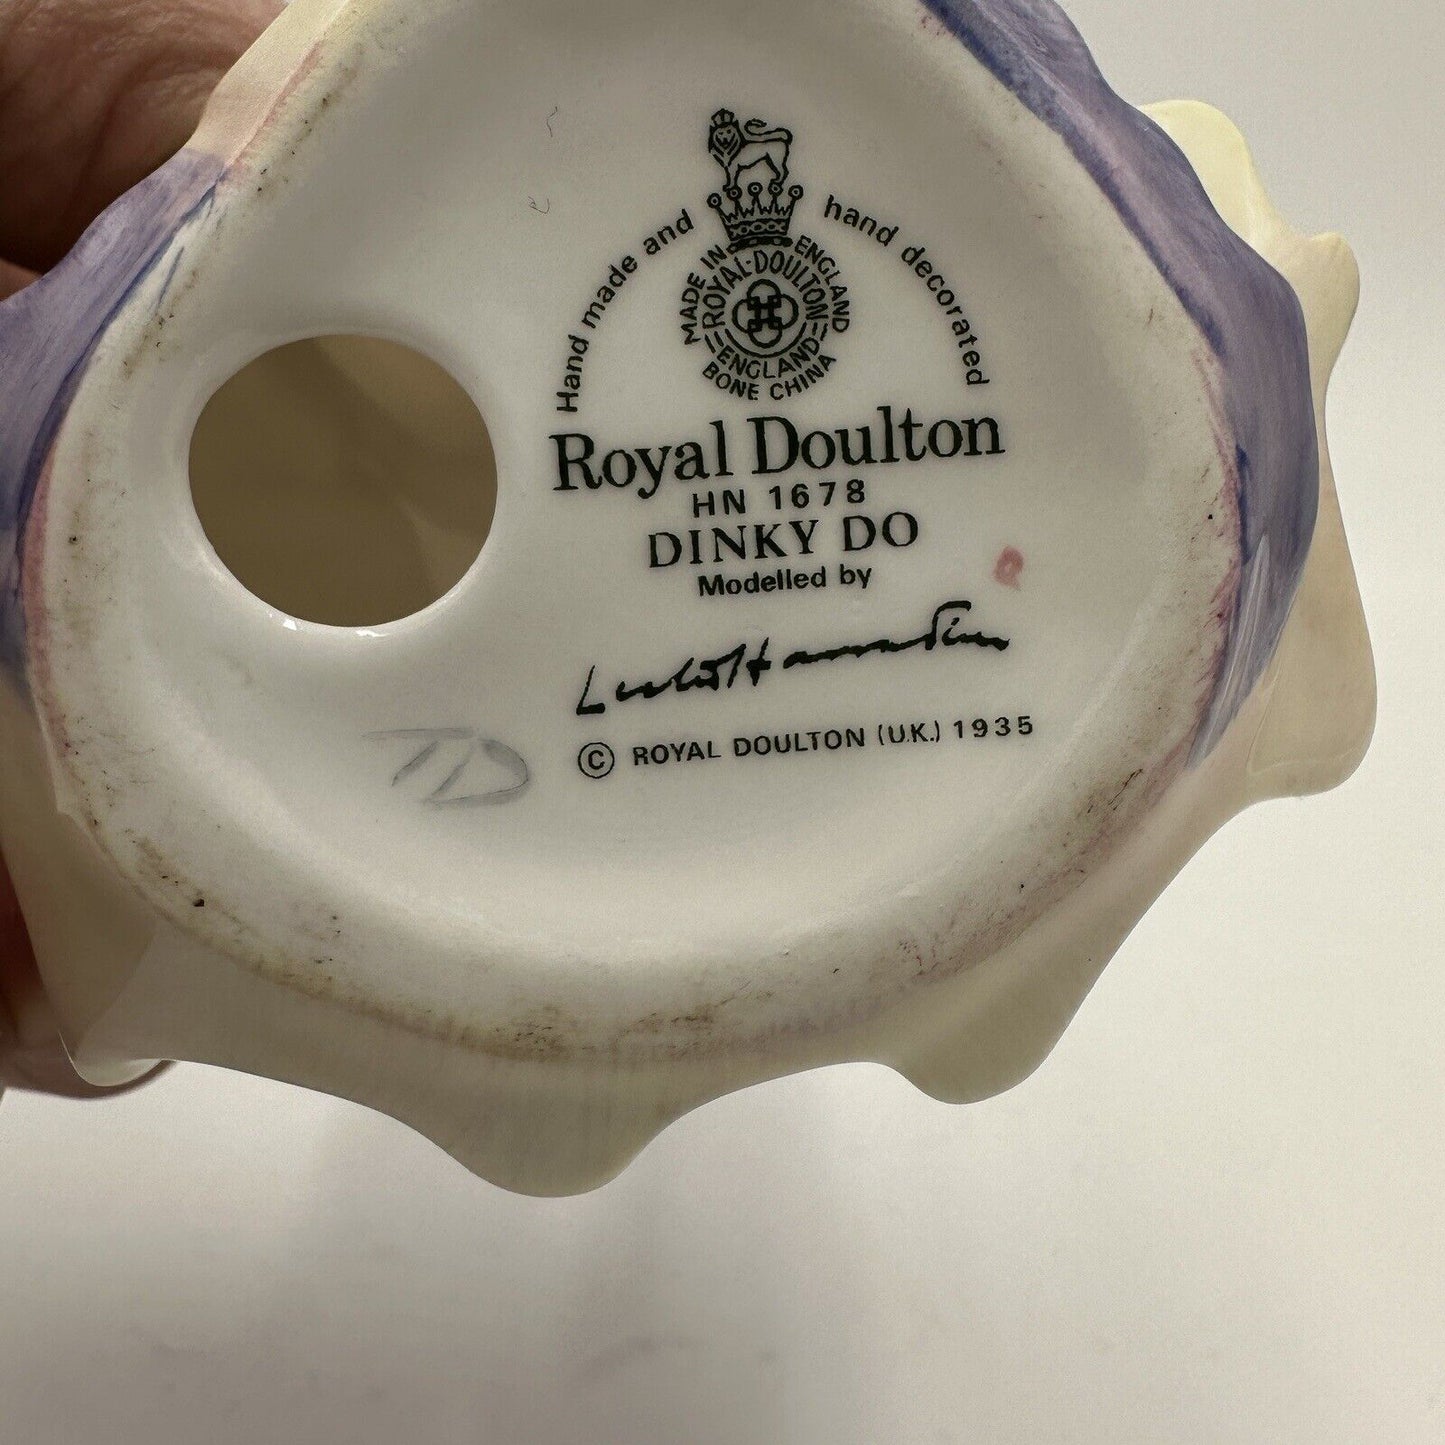 Hand made and hand decorated
MADE IN ENGLAND
ROYAL·DOULTON
ENGLAND
BONE CHINA
Royal Doulton
HN 1678
DINKY DO
Modelled by
© ROYAL DOULTON (U.K.) 1935
TD